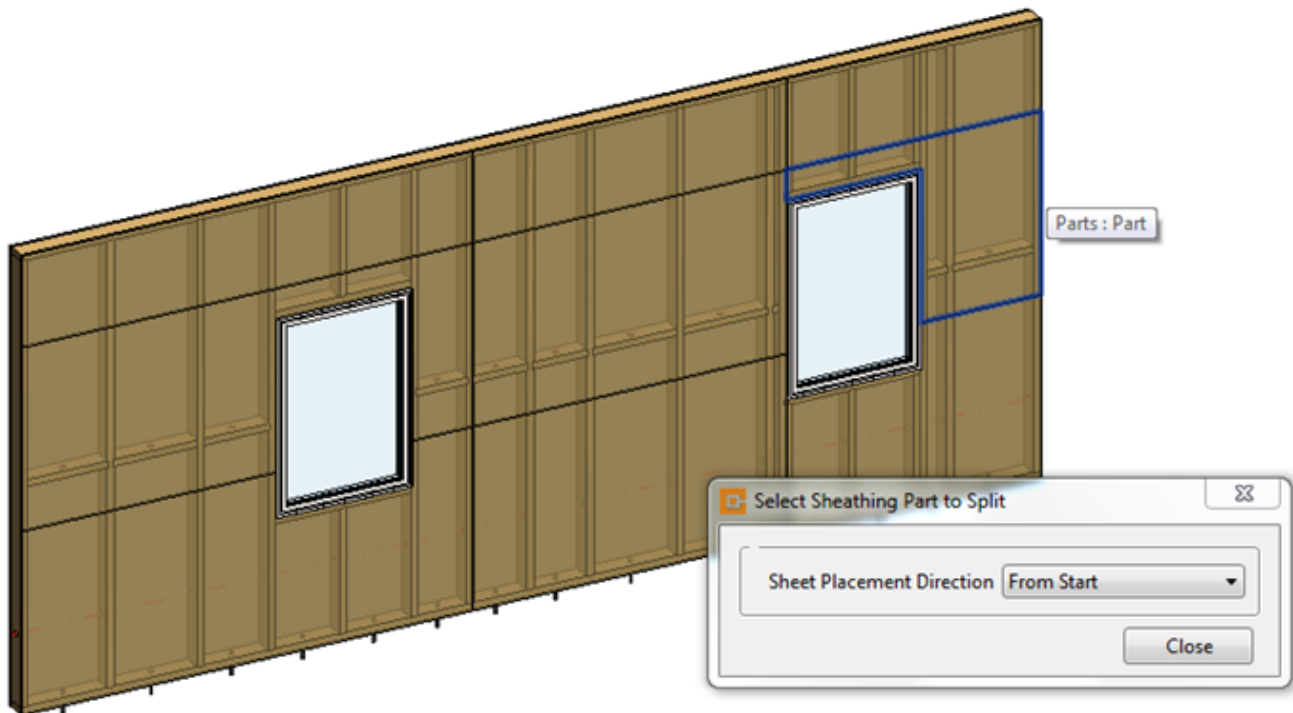 Parts : Part
Select Sheathing Part to Split
Sheet Placement Direction From Start
Close